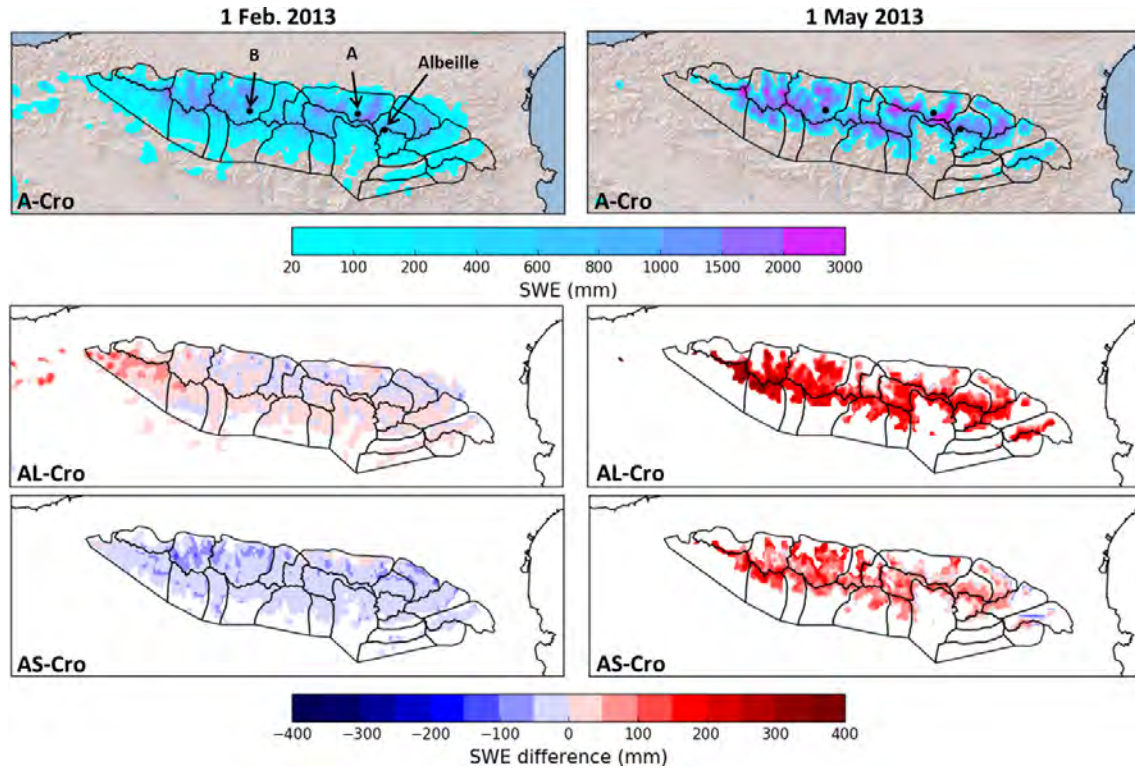 1 Feb. 2013
1 May 2013
B
A
Albeille
A-Cro
A-Cro
20 100 200 400 600 800 1000 1500 2000 3000
SWE (mm)
AL-Cro
AL-Cro
AS-Cro
AS-Cro
−400 −300 −200 −100 0 100 200 300 400
SWE difference (mm)